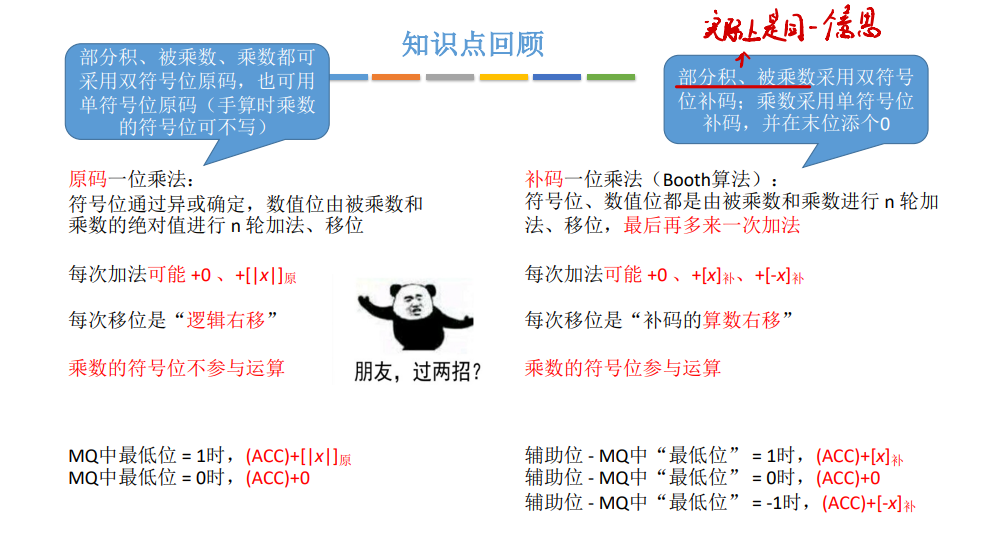 知识点回顾
实际上是同一信息
部分积、被乘数、乘数都可
采用双符号位原码，也可用
单符号位原码（手算时乘数
的符号位可不写）
部分积、被乘数采用双符号
位补码；乘数采用单符号位
补码，并在末位添个0
原码一位乘法：
符号位通过异或确定，数值位由被乘数和
乘数的绝对值进行 n 轮加法、移位
每次加法可能 +0 、+[|x|]原
每次移位是“逻辑右移”
乘数的符号位不参与运算
MQ中最低位 = 1时，(ACC)+[|x|]原
MQ中最低位 = 0时，(ACC)+0
朋友，过两招？
补码一位乘法（Booth算法）：
符号位、数值位都是由被乘数和乘数进行 n 轮加
法、移位，最后再多来一次加法
每次加法可能 +0 、+[x]补、+[-x]补
每次移位是“补码的算数右移”
乘数的符号位参与运算
辅助位 - MQ中“最低位” = 1时，(ACC)+[x]补
辅助位 - MQ中“最低位” = 0时，(ACC)+0
辅助位 - MQ中“最低位” = -1时，(ACC)+[-x]补